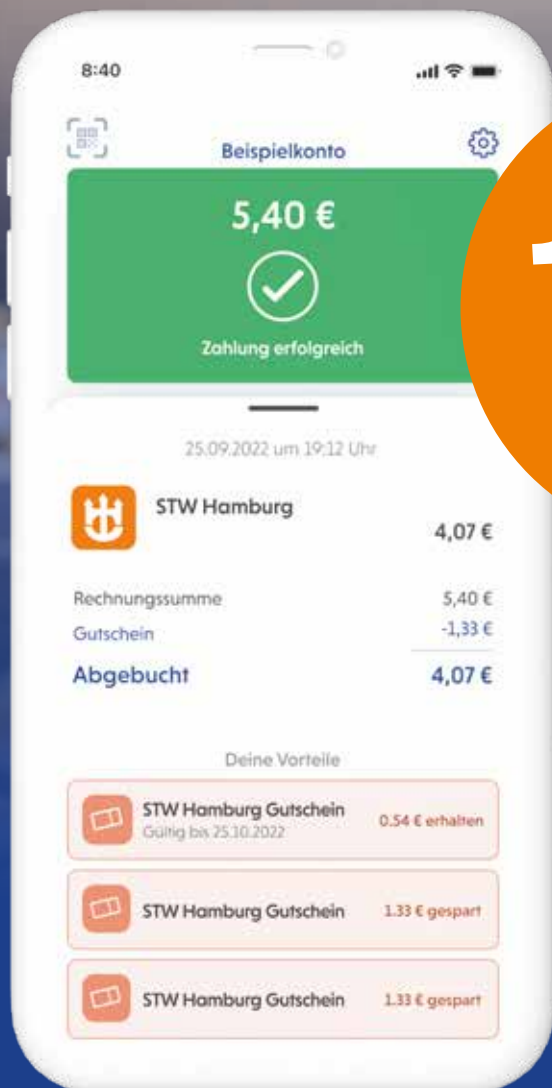 8:40
Beispielkonto
5,40 €
Zahlung erfolgreich
25.09.2022 um 19:12 Uhr
STW Hamburg
4,07 €
Rechnungssumme 5,40 €
Gutschein -1,33 €
Abgebucht 4,07 €
Deine Vorteile
STW Hamburg Gutschein
Gültig bis 25.10.2022
0.54 € erhalten
STW Hamburg Gutschein 1.33 € gespart
STW Hamburg Gutschein 1.33 € gespart